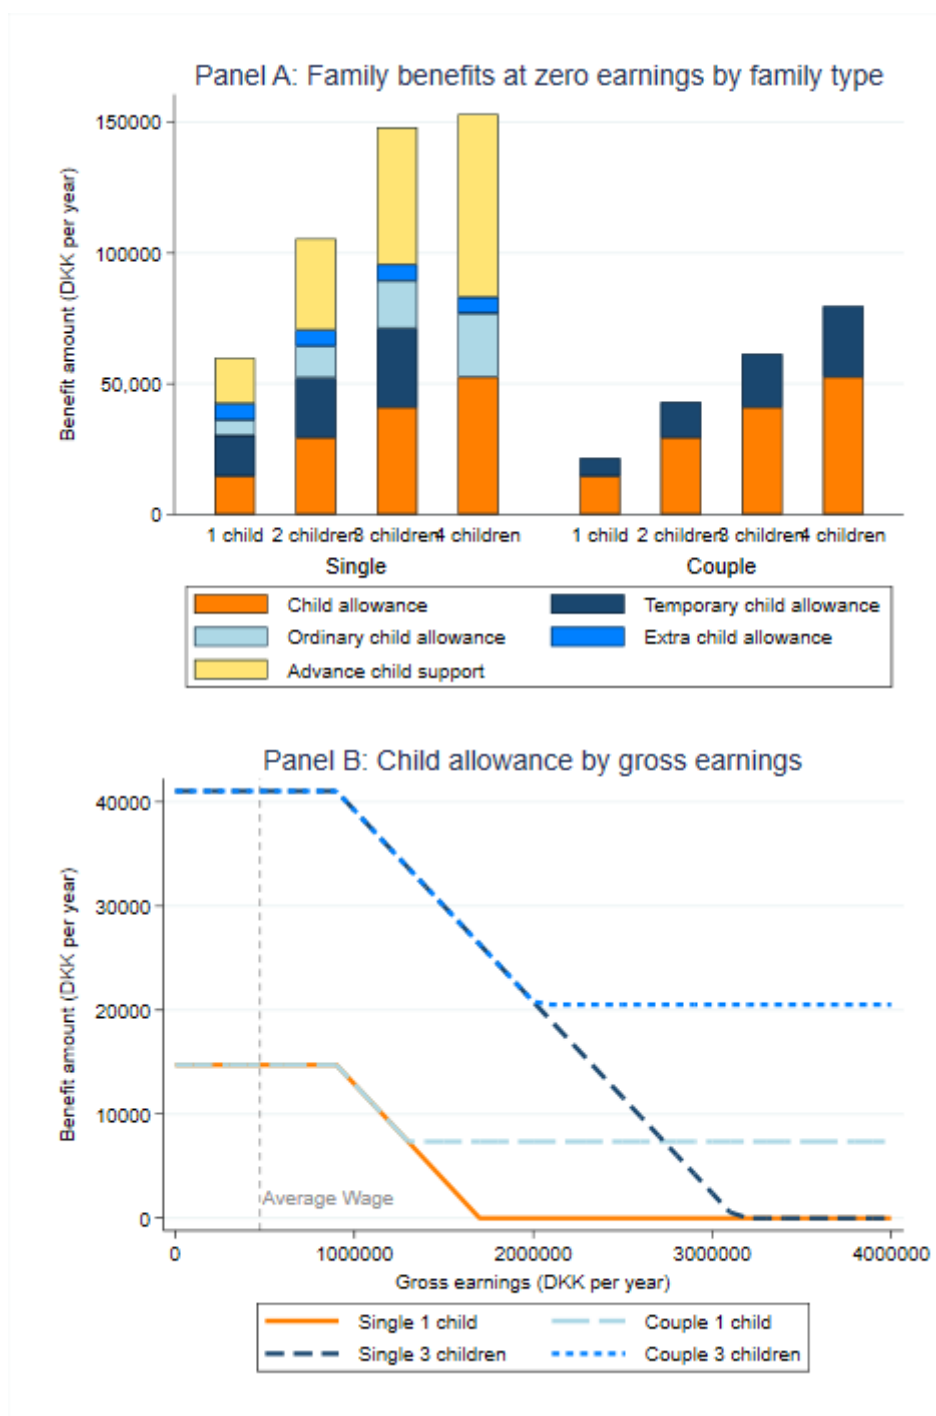 Panel A: Family benefits at zero earnings by family type
Benefit amount (DKK per year)
150000
100000
50,000
0
1 child 2 children 3 children 4 children 1 child 2 children 3 children 4 children
Single Couple
Child allowance Temporary child allowance
Ordinary child allowance Extra child allowance
Advance child support
Panel B: Child allowance by gross earnings
Benefit amount (DKK per year)
40000
30000
20000
10000
0
Average Wage
0 1000000 2000000 3000000 4000000
Gross earnings (DKK per year)
Single 1 child Couple 1 child
Single 3 children Couple 3 children